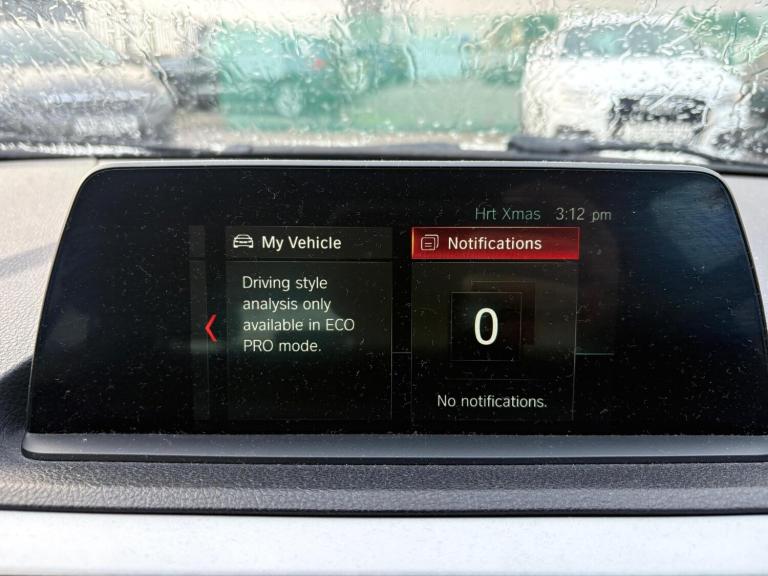 Hrt Xmas 3:12 pm
My Vehicle
Driving style
analysis only
available in ECO
PRO mode.
Notifications
0
No notifications.